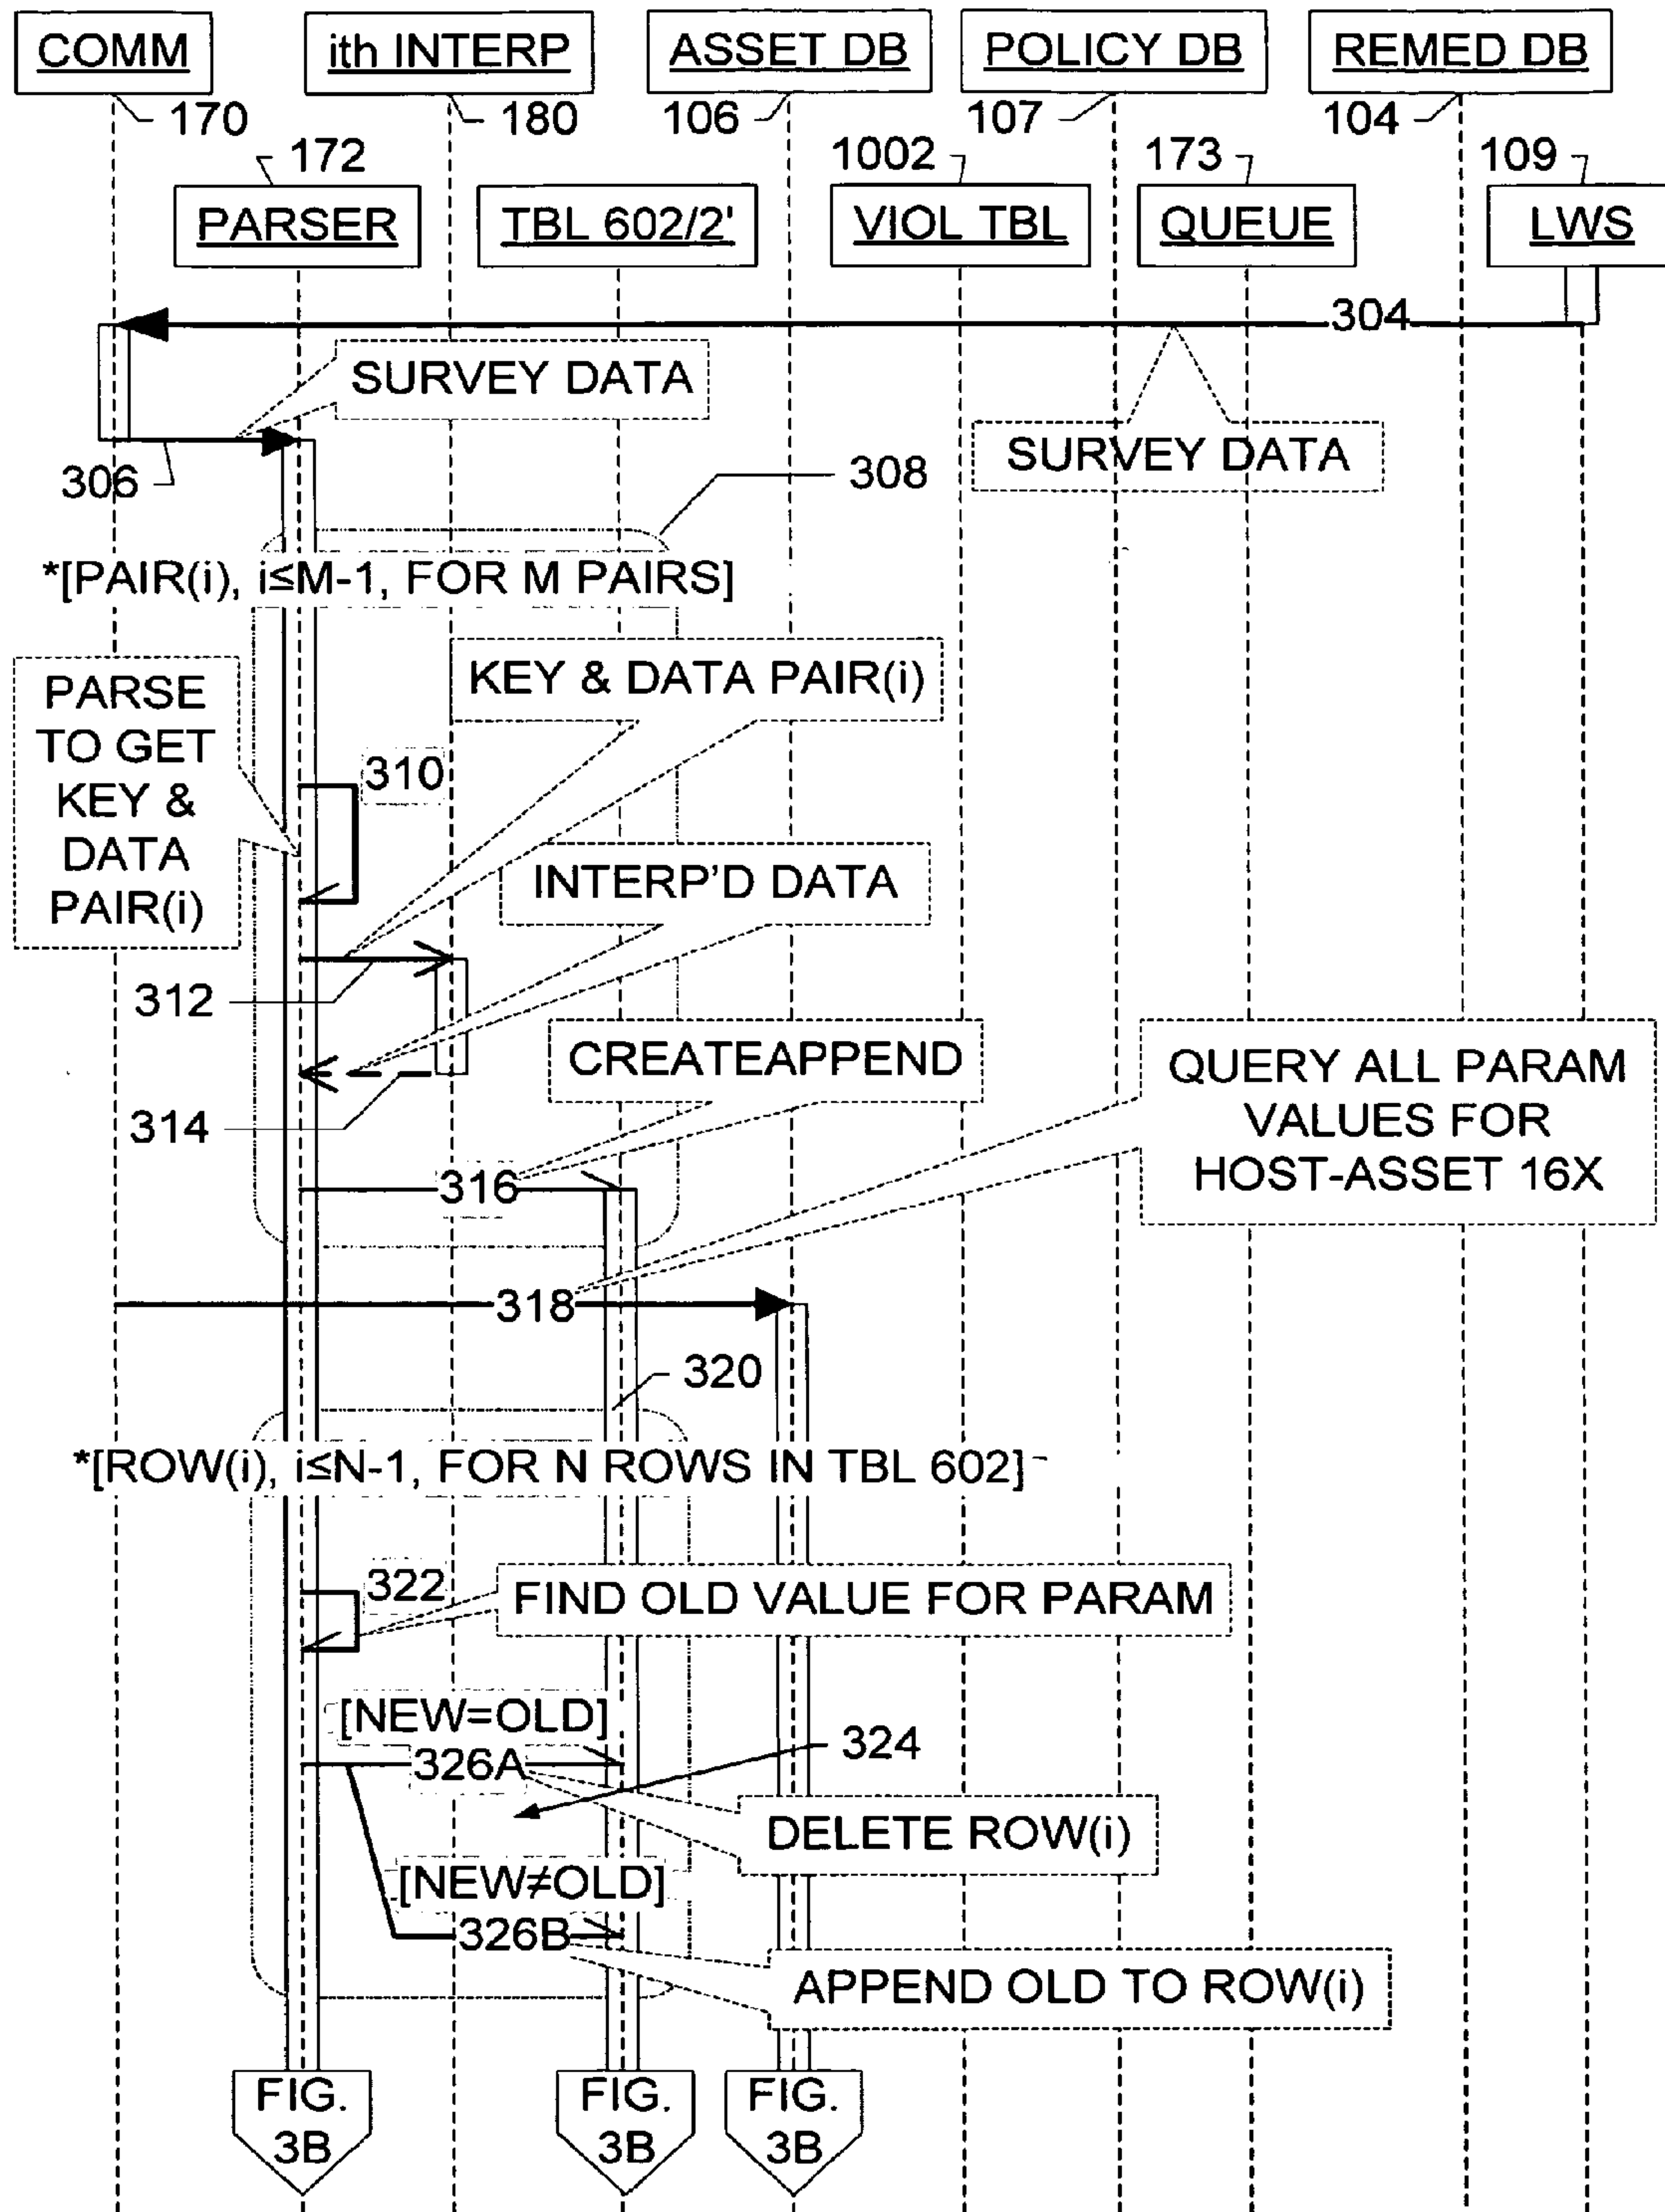 COMM
ith INTERP
ASSET DB
POLICY DB
REMED DB
170
180
106
107
104
172
1002
173
109
PARSER
TBL 602/2'
VIOL TBL
QUEUE
LWS
304
SURVEY DATA
SURVEY DATA
306
308
*[PAIR(i), i≤M-1, FOR M PAIRS]
KEY & DATA PAIR(i)
PARSE
TO GET
KEY &
DATA
PAIR(i)
310
INTERP'D DATA
312
CREATEAPPEND
QUERY ALL PARAM
VALUES FOR
HOST-ASSET 16X
314
316
318
320
*[ROW(i), i≤N-1, FOR N ROWS IN TBL 602]
322
FIND OLD VALUE FOR PARAM
[NEW=OLD]
326A
324
DELETE ROW(i)
[NEW≠OLD]
326B
APPEND OLD TO ROW(i)
FIG.
3B
FIG.
3B
FIG.
3B